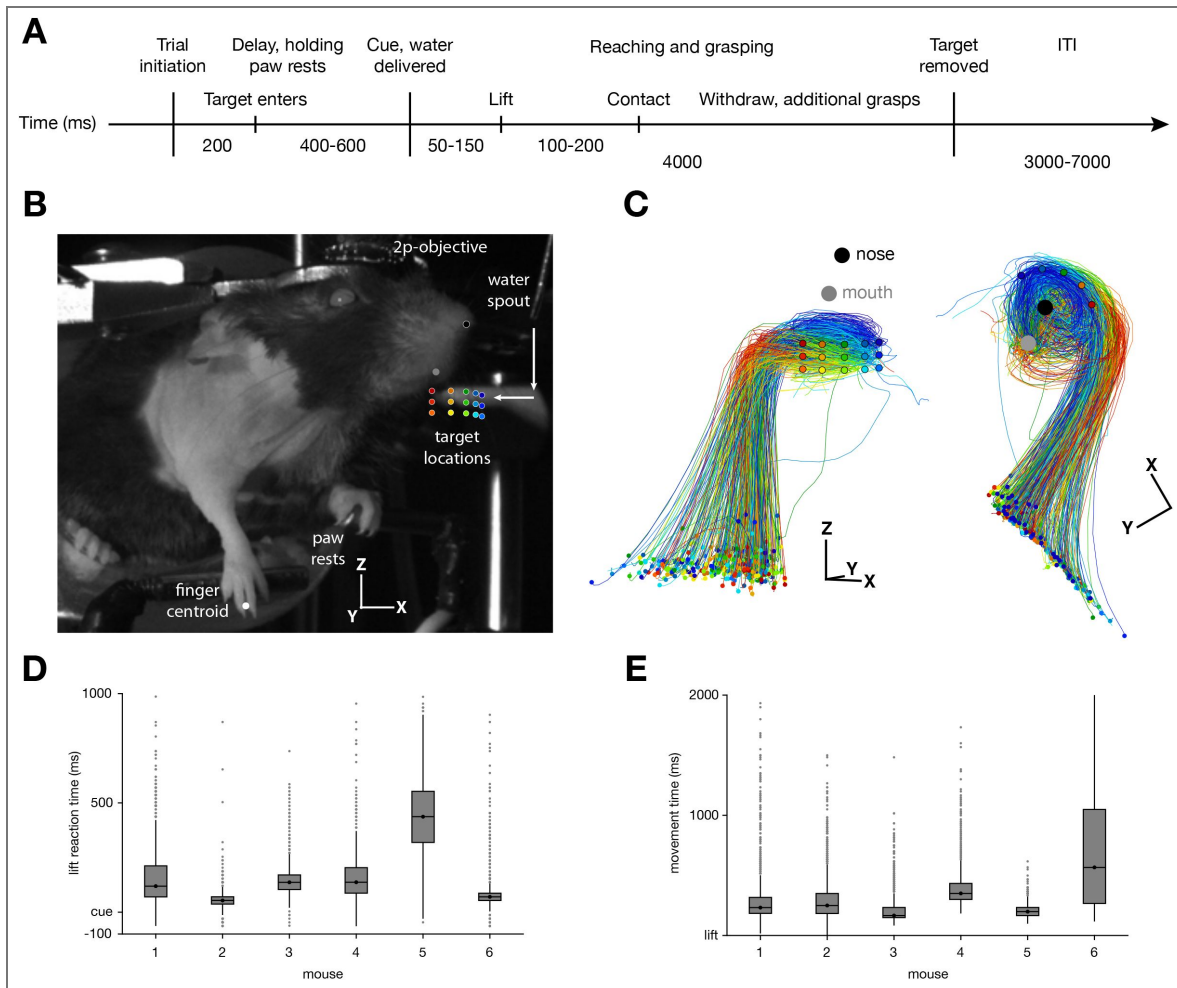 A
Trial
initiation
Delay, holding
paw rests
Cue, water
delivered
Reaching and grasping
Target
removed
ITI
Target enters
Lift
Contact
Withdraw, additional grasps
Time (ms)
200
400-600
50-150
100-200
4000
3000-7000
B
2p-objective
water
spout
target
locations
paw
rests
finger
centroid
Z
Y
X
C
nose
mouth
Z
Y
X
X
Y
D
lift reaction time (ms)
1000
500
cue
-100
1 2 3 4 5 6
mouse
E
movement time (ms)
2000
1000
lift
1 2 3 4 5 6
mouse